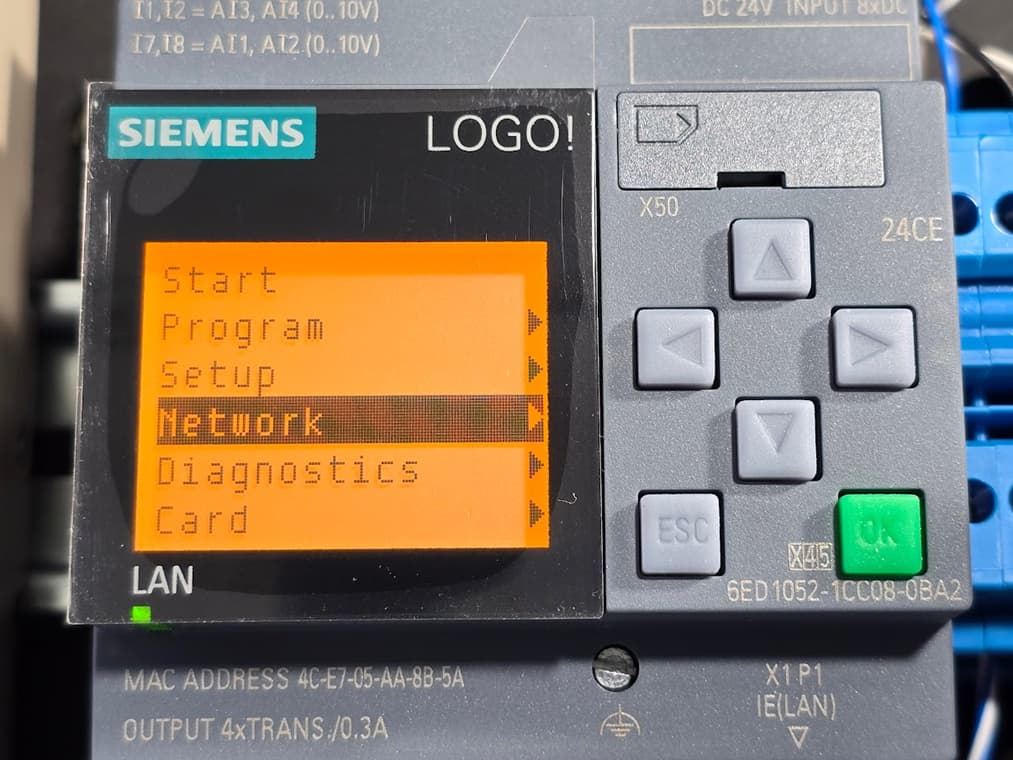 I1,I2 = AI3, AI4 (0..10V)
DC 24V INPUT 8xDC
I7,I8 = AI1, AI2 (0..10V)
SIEMENS
LOGO!
X50
24CE
Start
Program
Setup
Network
Diagnostics
Card
ESC
OK
X45
6ED1052-1CC08-0BA2
LAN
MAC ADDRESS 4C-E7-05-AA-8B-5A
OUTPUT 4xTRANS./0.3A
X1 P1
IE(LAN)